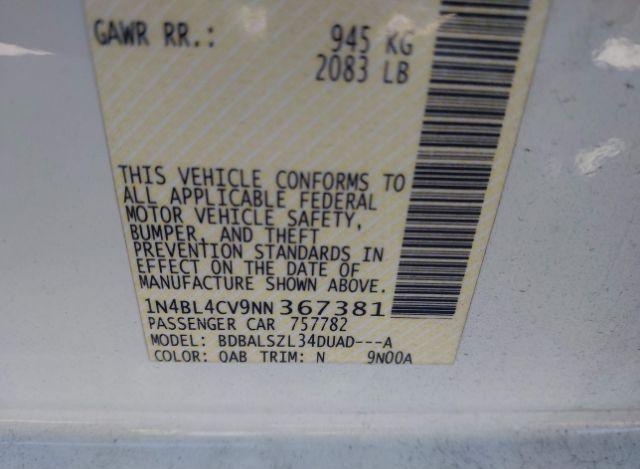 GAWR RR.: 945 KG
2083 LB
THIS VEHICLE CONFORMS TO
ALL APPLICABLE FEDERAL
MOTOR VEHICLE SAFETY,
BUMPER, AND THEFT
PREVENTION STANDARDS IN
EFFECT ON THE DATE OF
MANUFACTURE SHOWN ABOVE.
1N4BL4CV9NN367381
PASSENGER CAR 757782
MODEL: BDBALSZL34DUAD---A
COLOR: QAB TRIM: N 9N00A